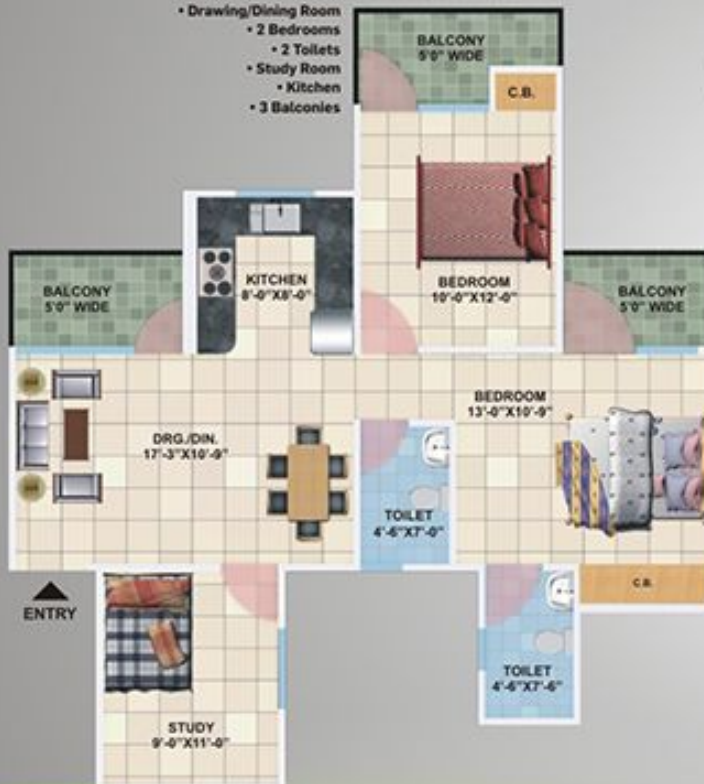 • Drawing/Dining Room
• 2 Bedrooms
• 2 Toilets
• Study Room
• Kitchen
• 3 Balconies
BALCONY
5'0" WIDE
C.B.
KITCHEN
8'-0"X8'-0"
BEDROOM
10'-0"X12'-0"
BALCONY
5'0" WIDE
BALCONY
5'0" WIDE
BEDROOM
13'-0"X10'-9"
DRG./DIN.
17'-3"X10'-9"
TOILET
4'-6"X7'-0"
ENTRY
C.B.
TOILET
4'-6"X7'-6"
STUDY
9'-0"X11'-0"